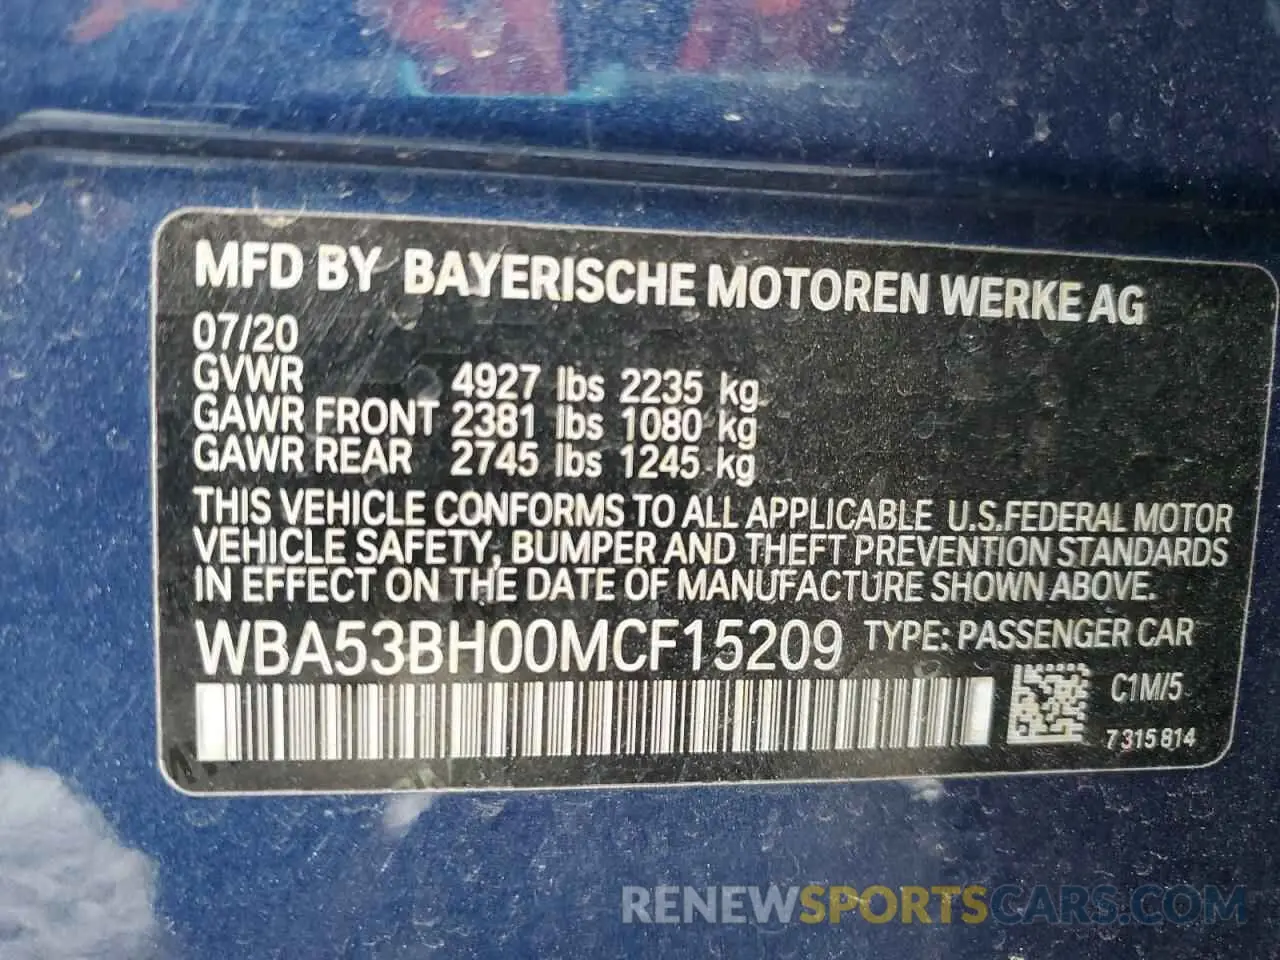 MFD BY BAYERISCHE MOTOREN WERKE AG
07/20
GVWR 4927 lbs 2235 kg
GAWR FRONT 2381 lbs 1080 kg
GAWR REAR 2745 lbs 1245 kg
THIS VEHICLE CONFORMS TO ALL APPLICABLE U.S.FEDERAL MOTOR
VEHICLE SAFETY, BUMPER AND THEFT PREVENTION STANDARDS
IN EFFECT ON THE DATE OF MANUFACTURE SHOWN ABOVE.
WBA53BH00MCF15209 TYPE: PASSENGER CAR
C1M/5
7315814
RENEWSPORTSCARS.COM